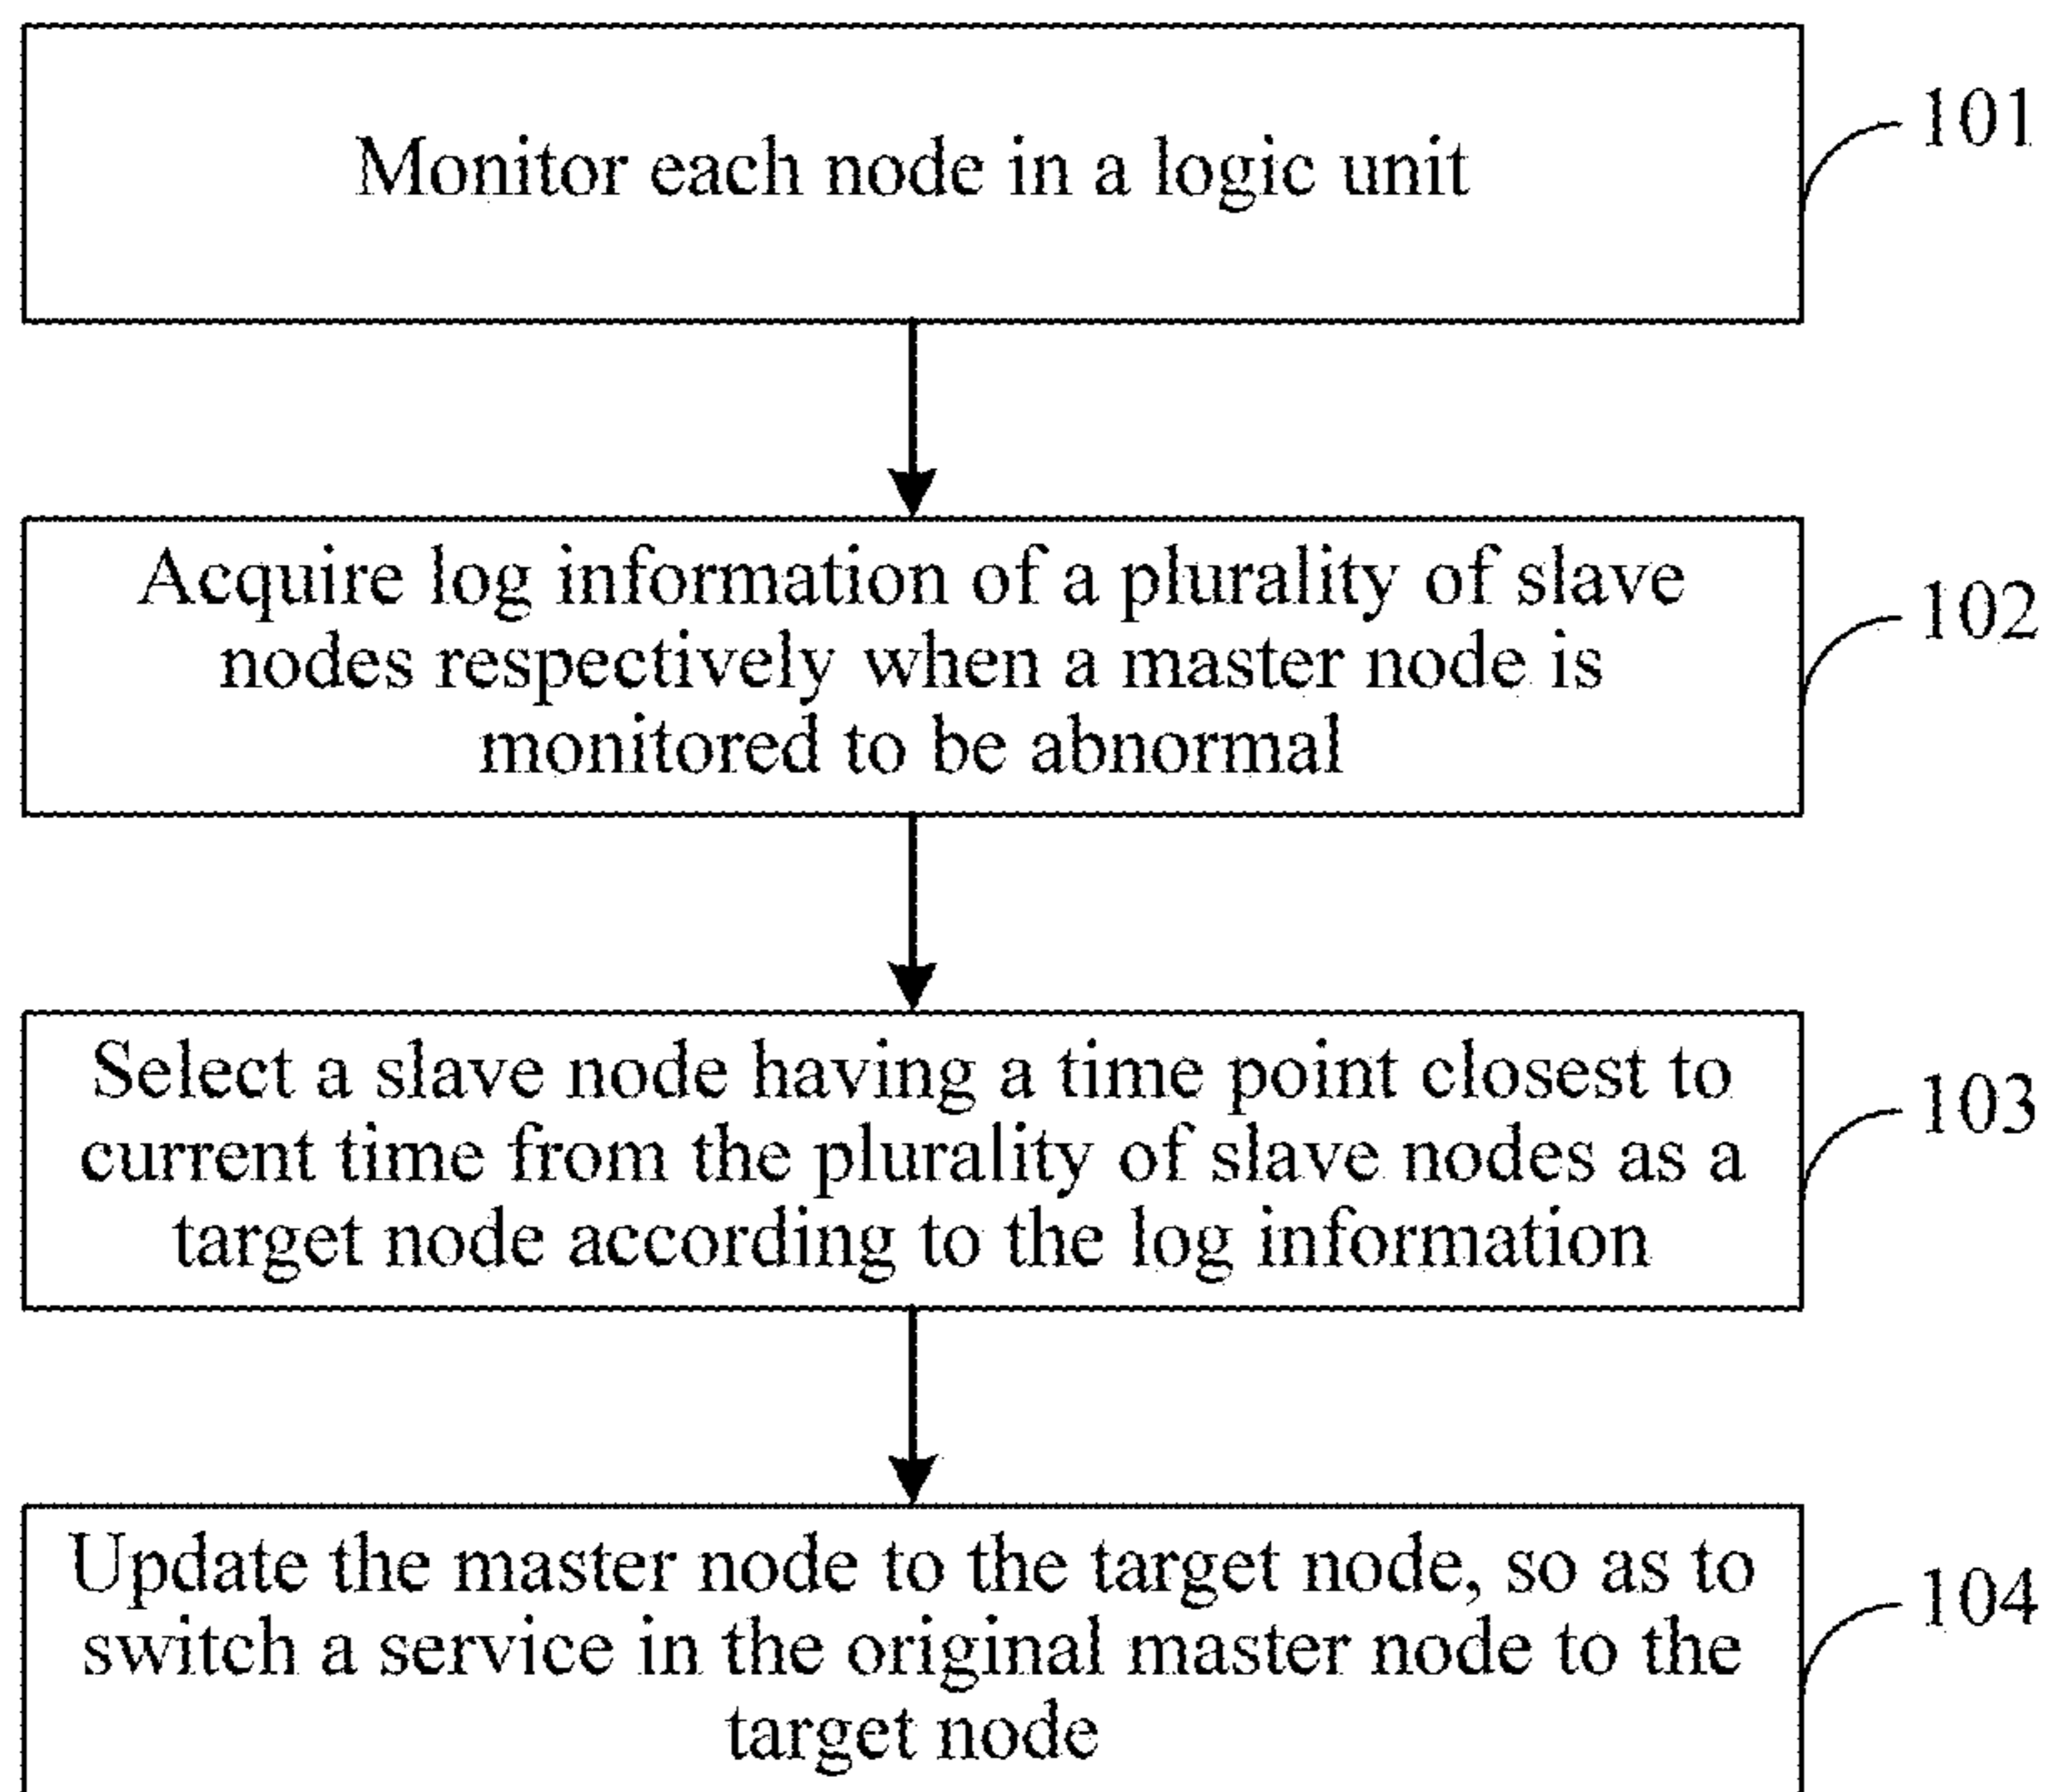 Monitor each node in a logic unit
101
Acquire log information of a plurality of slave
nodes respectively when a master node is
monitored to be abnormal
102
Select a slave node having a time point closest to
current time from the plurality of slave nodes as a
target node according to the log information
103
Update the master node to the target node, so as to
switch a service in the original master node to the
target node
104